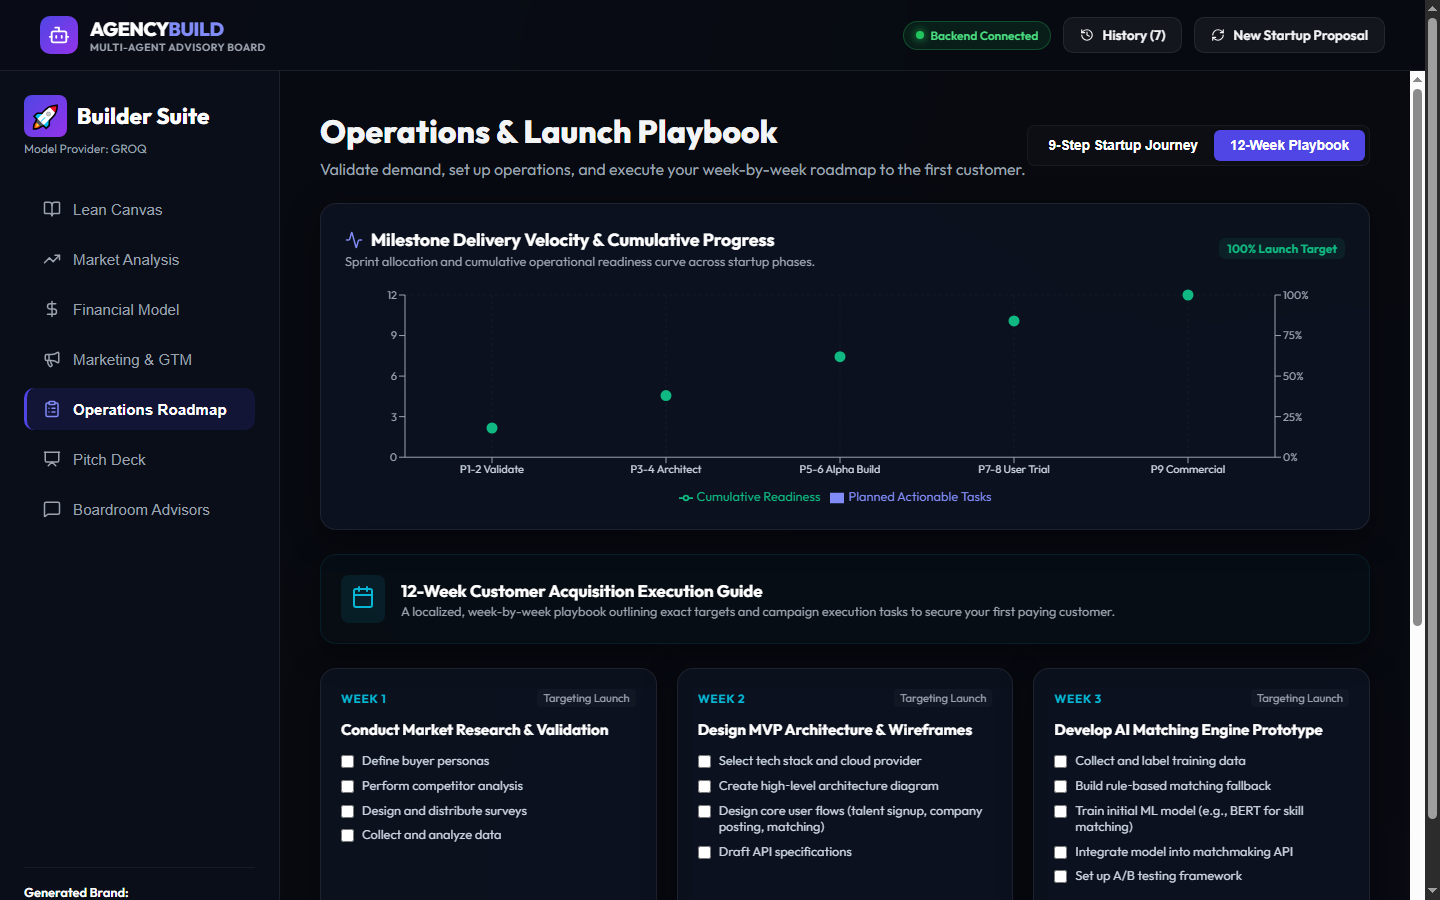 AGENCYBUILD
MULTI-AGENT ADVISORY BOARD
Backend Connected
History (7)
New Startup Proposal
Builder Suite
Model Provider: GROQ
Lean Canvas
Market Analysis
Financial Model
Marketing & GTM
Operations Roadmap
Pitch Deck
Boardroom Advisors
Generated Brand:
Operations & Launch Playbook
Validate demand, set up operations, and execute your week-by-week roadmap to the first customer.
9-Step Startup Journey
12-Week Playbook
Milestone Delivery Velocity & Cumulative Progress
Sprint allocation and cumulative operational readiness curve across startup phases.
100% Launch Target
12
9
6
3
0
100%
75%
50%
25%
0%
P1-2 Validate
P3-4 Architect
P5-6 Alpha Build
P7-8 User Trial
P9 Commercial
Cumulative Readiness
Planned Actionable Tasks
12-Week Customer Acquisition Execution Guide
A localized, week-by-week playbook outlining exact targets and campaign execution tasks to secure your first paying customer.
WEEK 1
Targeting Launch
Conduct Market Research & Validation
Define buyer personas
Perform competitor analysis
Design and distribute surveys
Collect and analyze data
WEEK 2
Targeting Launch
Design MVP Architecture & Wireframes
Select tech stack and cloud provider
Create high-level architecture diagram
Design core user flows (talent signup, company
posting, matching)
Draft API specifications
WEEK 3
Targeting Launch
Develop AI Matching Engine Prototype
Collect and label training data
Build rule-based matching fallback
Train initial ML model (e.g., BERT for skill
matching)
Integrate model into matchmaking API
Set up A/B testing framework